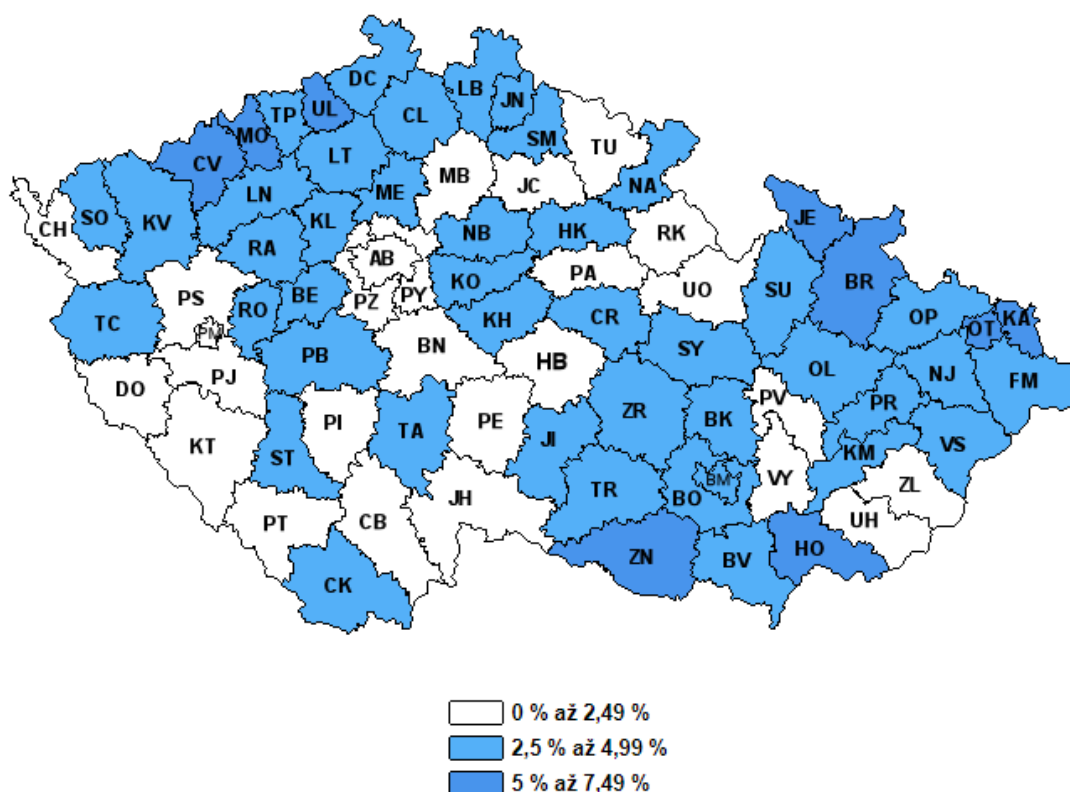 DC
LB
JN
TP
UL
CL
MO
SM
TU
CV
LT
MB
JC
NA
LN
ME
SO
KV
CH
KL
NB
HK
RK
JE
RA
AB
PA
BR
PS
RO
BE
PZ
PY
KO
UO
SU
TC
PM
KH
CR
OP
OT
KA
PB
BN
HB
SY
OL
NJ
FM
DO
PJ
PV
PR
KT
PI
TA
PE
JI
ZR
BK
KM
VS
ST
BM
VY
ZL
PT
CB
JH
TR
BO
UH
CK
ZN
BV
HO
0 % až 2,49 %
2,5 % až 4,99 %
5 % až 7,49 %